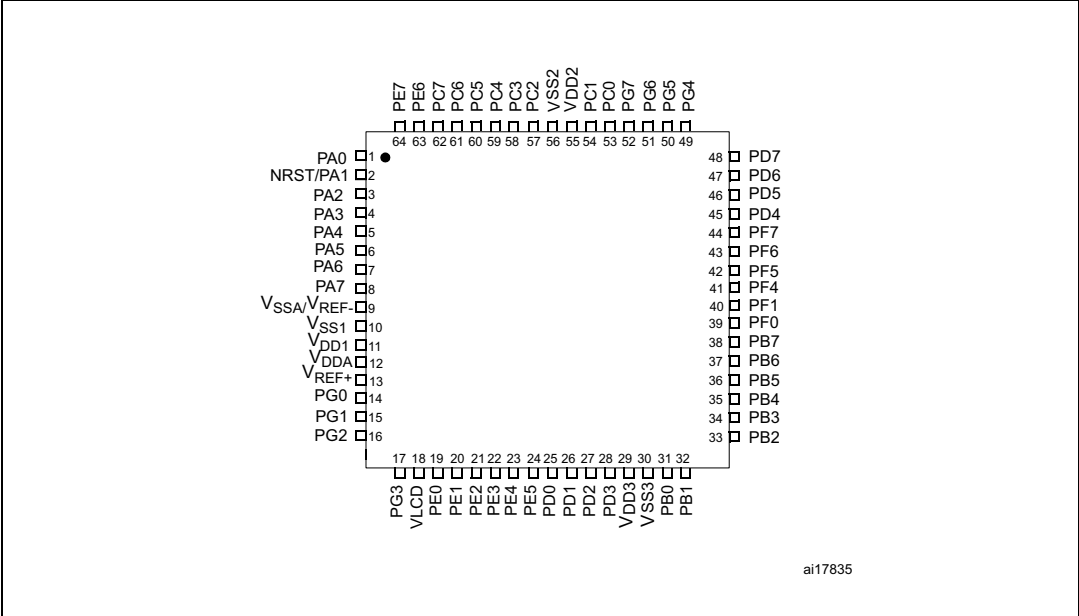 PE7 PE6 PC7 PC6 PC5 PC4 PC3 PC2 VSS2 VDD2 PC1 PC0 PG7 PG6 PG5 PG4
64 63 62 61 60 59 58 57 56 55 54 53 52 51 50 49
PA0 1
NRST/PA1 2
PA2 3
PA3 4
PA4 5
PA5 6
PA6 7
PA7 8
VSSA/VREF- 9
VSS1 10
VDD1 11
VDDA 12
VREF+ 13
PG0 14
PG1 15
PG2 16
48 PD7
47 PD6
46 PD5
45 PD4
44 PF7
43 PF6
42 PF5
41 PF4
40 PF1
39 PF0
38 PB7
37 PB6
36 PB5
35 PB4
34 PB3
33 PB2
17 18 19 20 21 22 23 24 25 26 27 28 29 30 31 32
PG3 VLCD PE0 PE1 PE2 PE3 PE4 PE5 PD0 PD1 PD2 PD3 VDD3 VSS3 PB0 PB1
ai17835